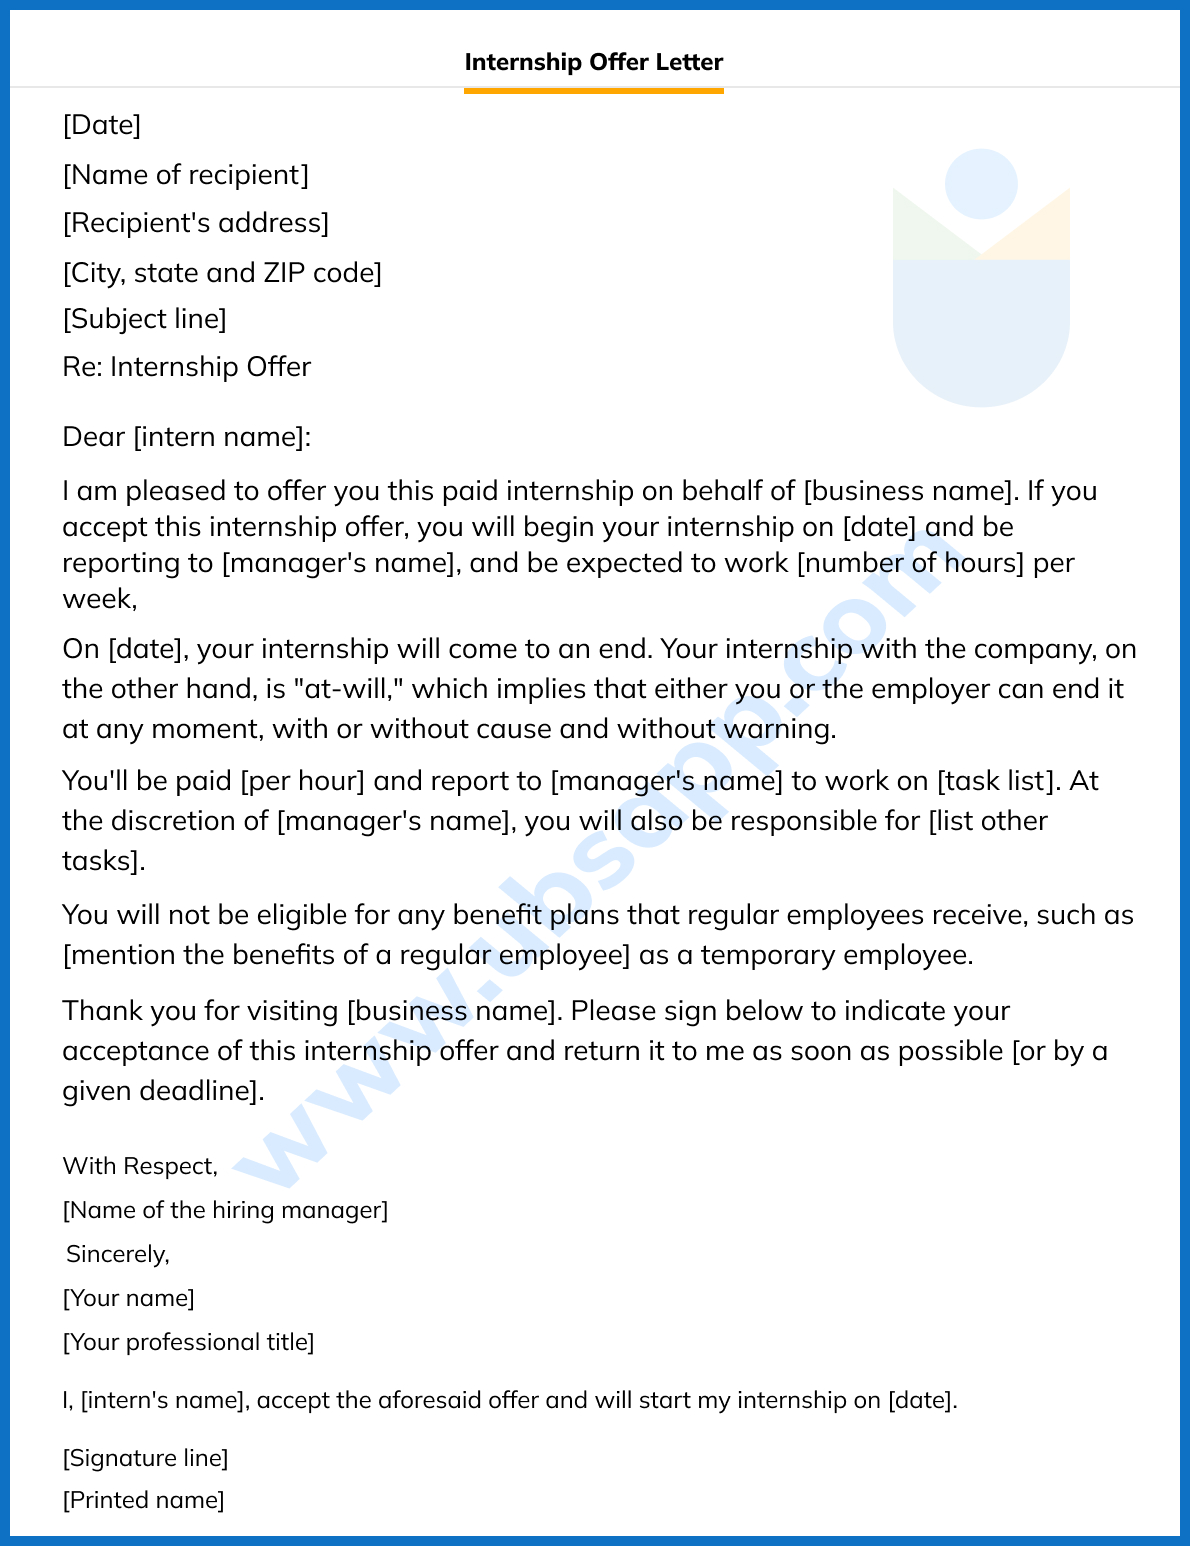 Internship Offer Letter
[Date]
[Name of recipient]
[Recipient's address]
[City, state and ZIP code]
[Subject line]
Re: Internship Offer
Dear [intern name]:
I am pleased to offer you this paid internship on behalf of [business name]. If you
accept this internship offer, you will begin your internship on [date] and be
reporting to [manager's name], and be expected to work [number of hours] per
week,
On [date], your internship will come to an end. Your internship with the company, on
the other hand, is "at-will," which implies that either you or the employer can end it
at any moment, with or without cause and without warning.
You'll be paid [per hour] and report to [manager's name] to work on [task list]. At
the discretion of [manager's name], you will also be responsible for [list other
tasks].
You will not be eligible for any benefit plans that regular employees receive, such as
[mention the benefits of a regular employee] as a temporary employee.
Thank you for visiting [business name]. Please sign below to indicate your
acceptance of this internship offer and return it to me as soon as possible [or by a
given deadline].
With Respect,
[Name of the hiring manager]
Sincerely,
[Your name]
[Your professional title]
I, [intern's name], accept the aforesaid offer and will start my internship on [date].
[Signature line]
[Printed name]
www.ubsapp.com